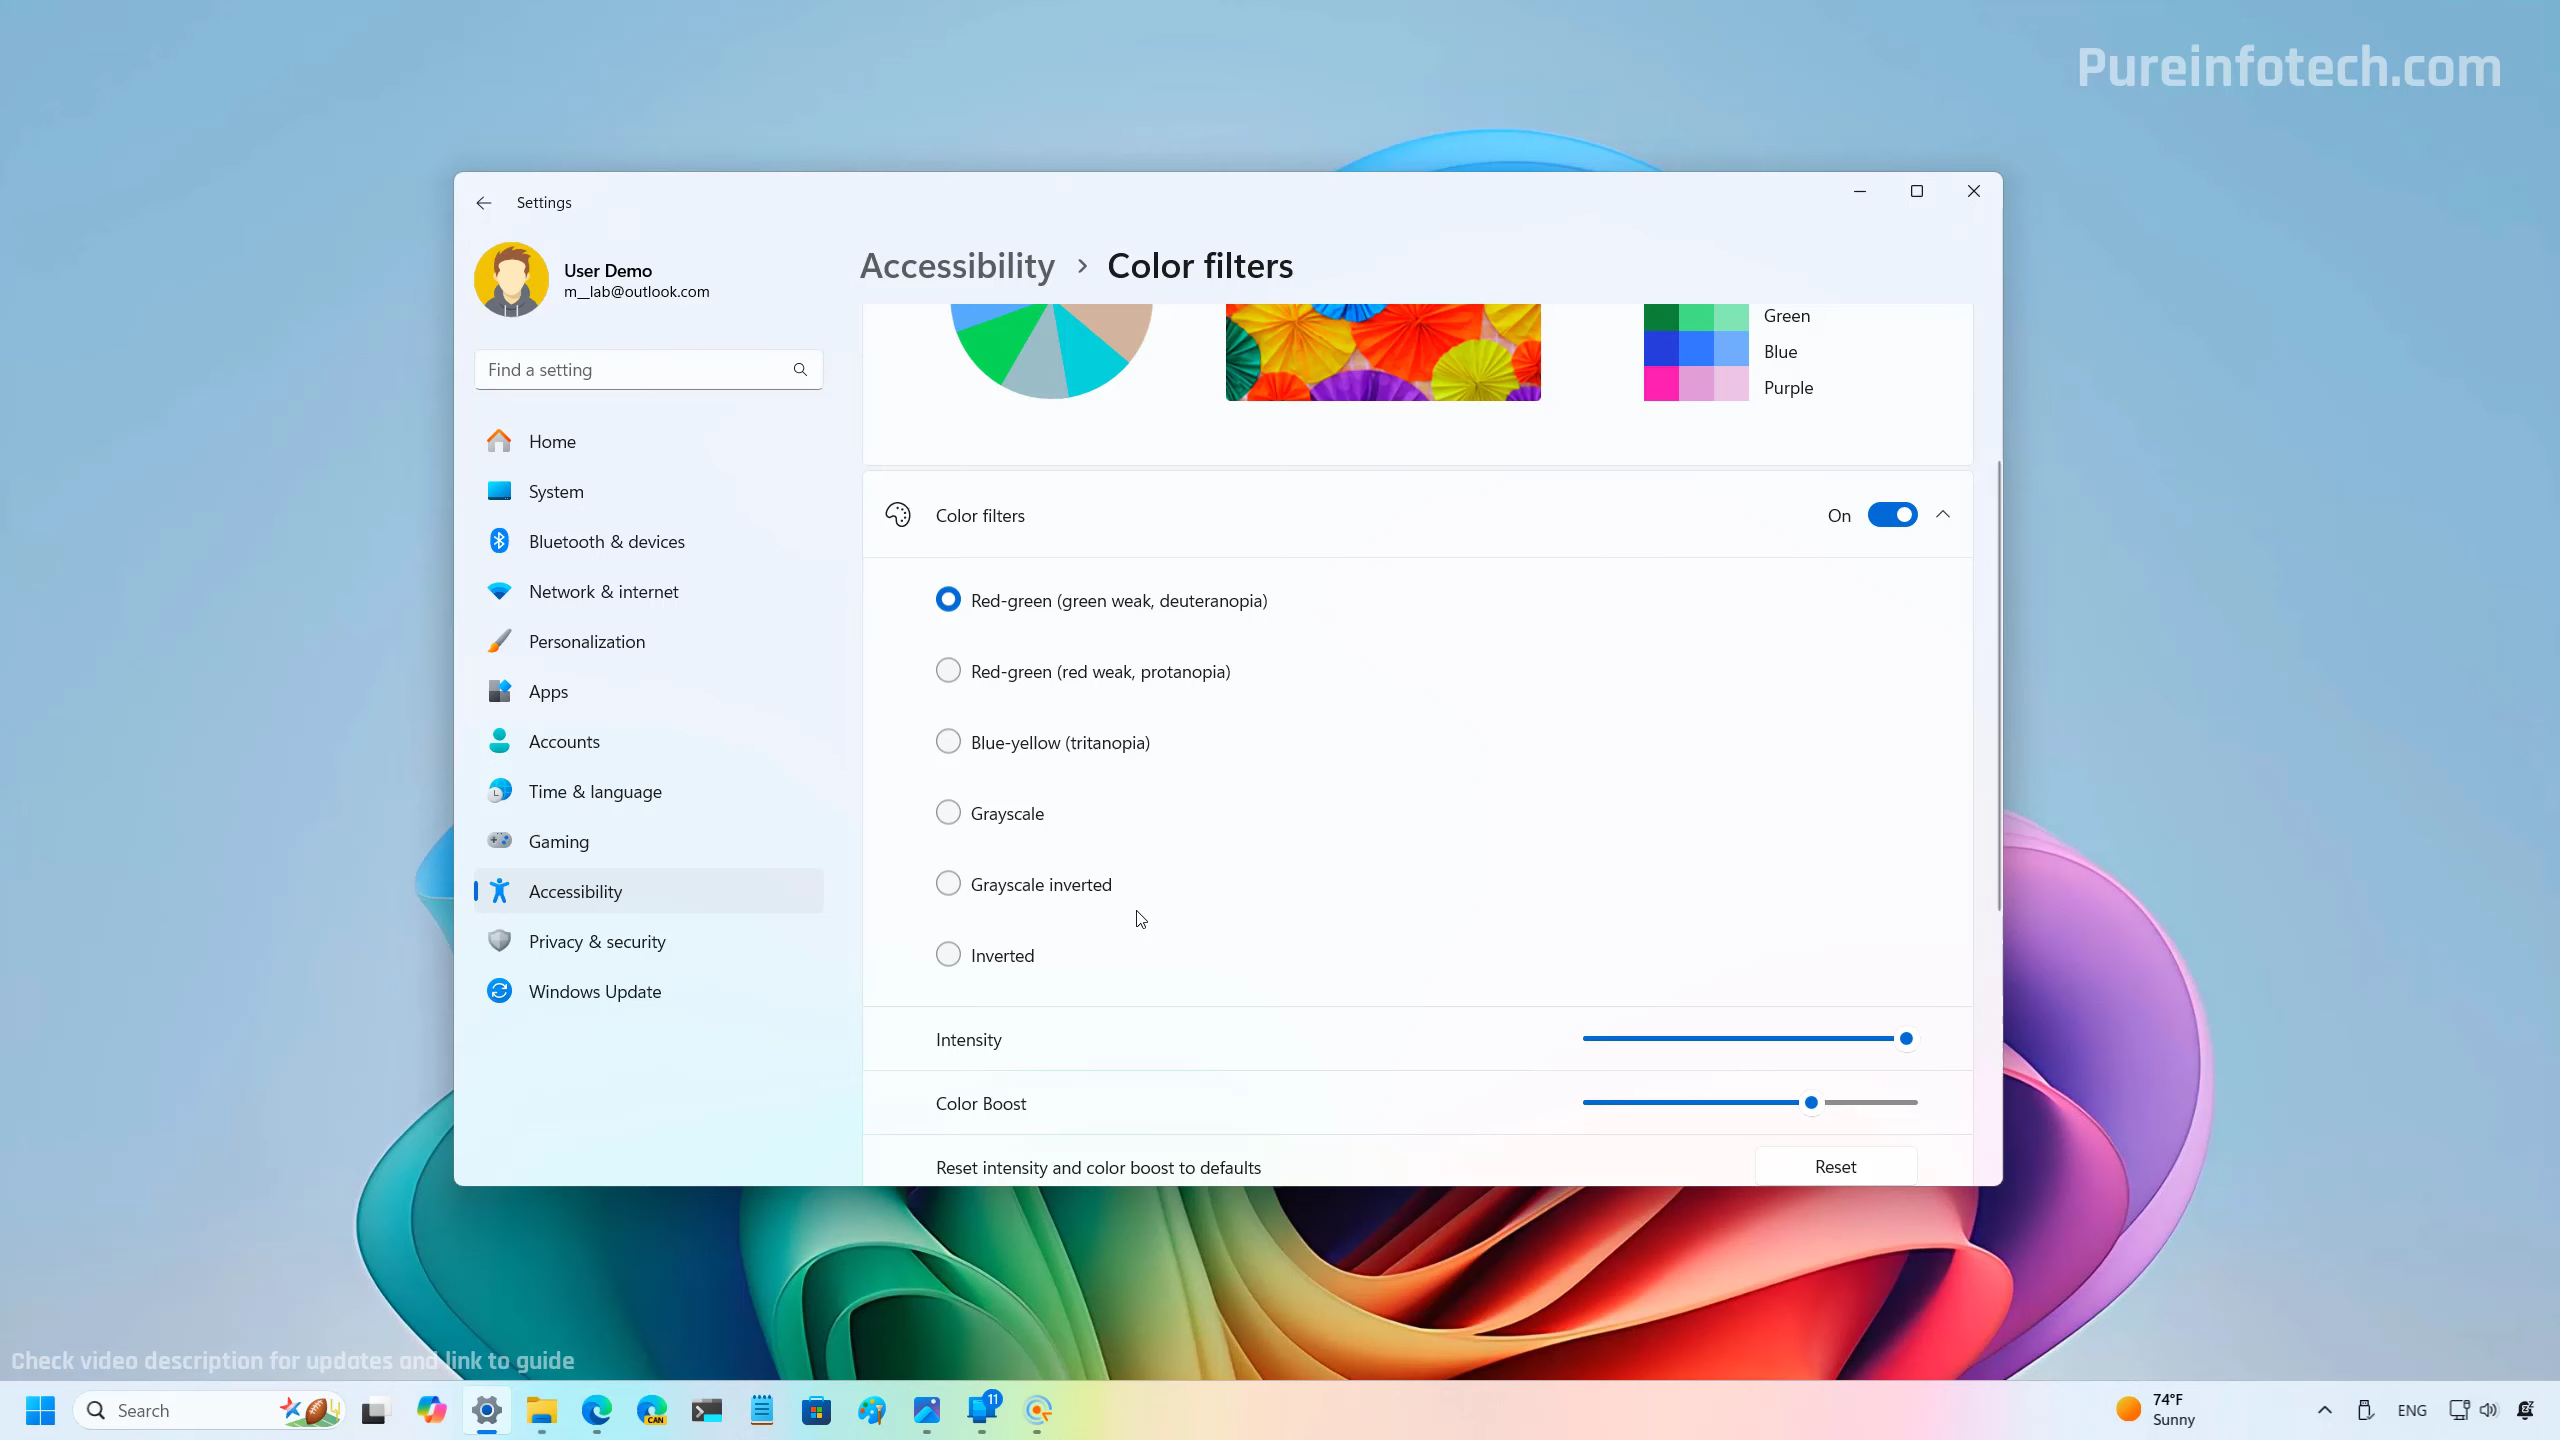 Pureinfotech.com
Settings
User Demo
m__lab@outlook.com
Find a setting
Home
System
Bluetooth & devices
Network & internet
Personalization
Apps
Accounts
Time & language
Gaming
Accessibility
Privacy & security
Windows Update
Accessibility > Color filters
Green
Blue
Purple
Color filters
On
Red-green (green weak, deuteranopia)
Red-green (red weak, protanopia)
Blue-yellow (tritanopia)
Grayscale
Grayscale inverted
Inverted
Intensity
Color Boost
Reset intensity and color boost to defaults
Reset
Check video description for updates and link to guide
Search
CAN
11
74°F
Sunny
ENG